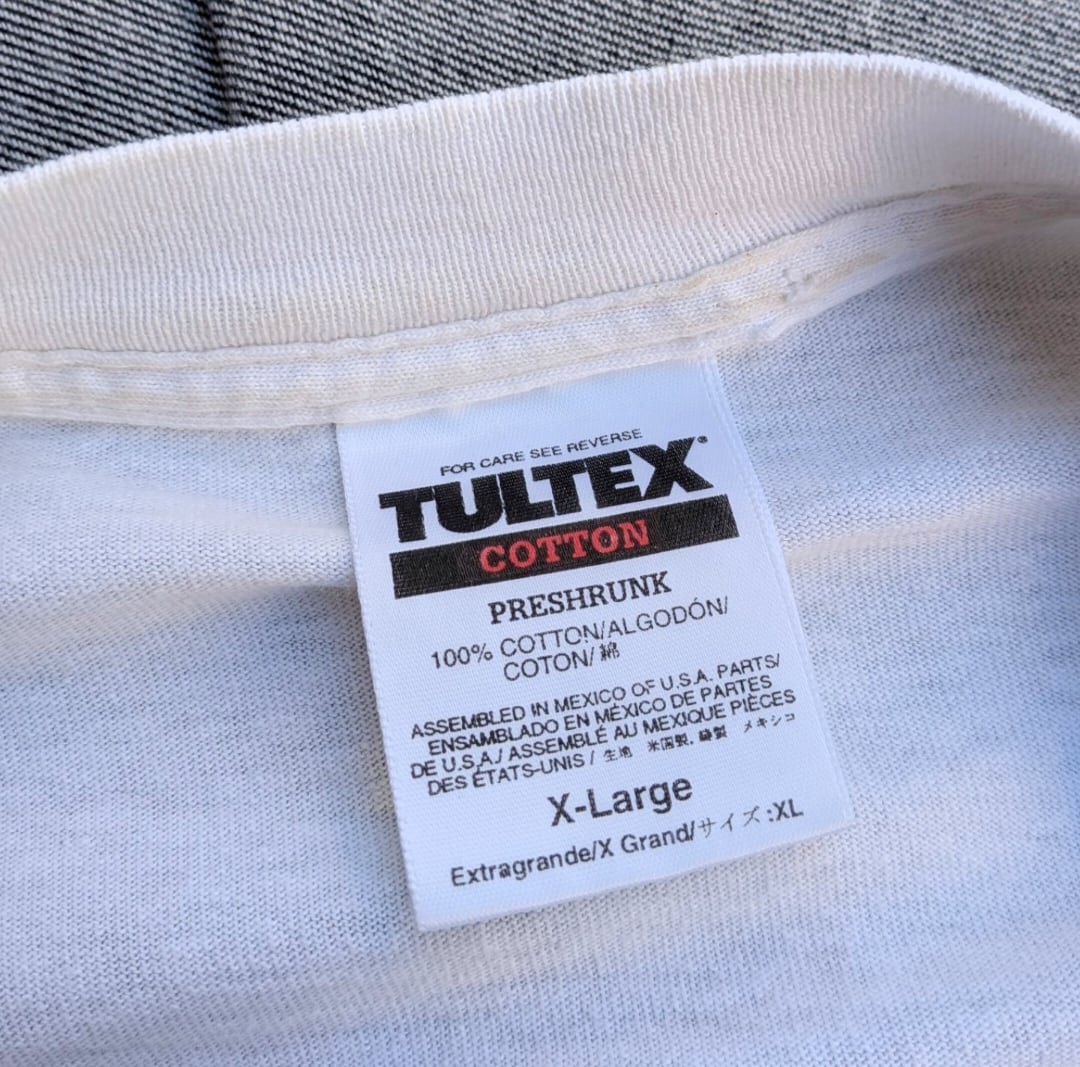 FOR CARE SEE REVERSE
TULTEX®
COTTON
PRESHRUNK
100% COTTON/ALGODÓN/
COTON/綿
ASSEMBLED IN MEXICO OF U.S.A. PARTS/
ENSAMBLADO EN MÉXICO DE PARTES
DE U.S.A./ASSEMBLÉ AU MEXIQUE PIÈCES
DES ÉTATS-UNIS / 生地 米国製, 縫製 メキシコ
X-Large
Extragrande/X Grand/サイズ:XL